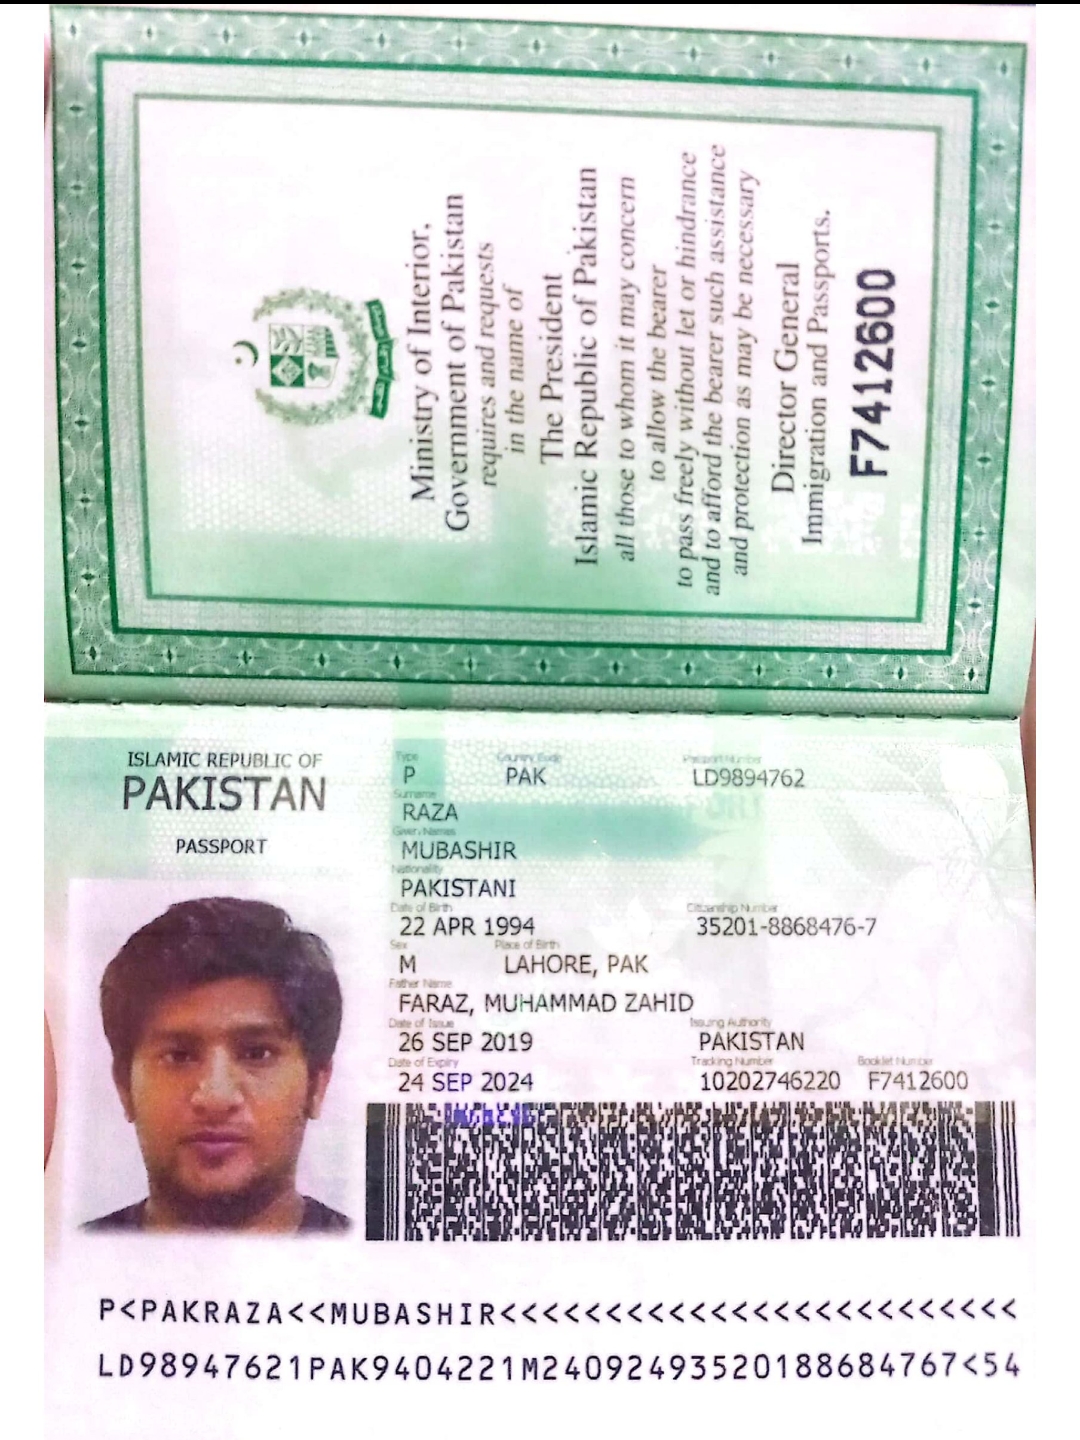 Ministry of Interior,
Government of Pakistan
requires and requests
in the name of
The President
Islamic Republic of Pakistan
all those to whom it may concern
to allow the bearer
to pass freely without let or hindrance
and to afford the bearer such assistance
and protection as may be necessary
Director General
Immigration and Passports.
F7412600
ISLAMIC REPUBLIC OF
PAKISTAN
PASSPORT
Type Country Code Passport Number
P PAK LD9894762
Surname
RAZA
Given Names
MUBASHIR
Nationality
PAKISTANI
Date of Birth Citizenship Number
22 APR 1994 35201-8868476-7
Sex Place of Birth
M LAHORE, PAK
Father Name
FARAZ, MUHAMMAD ZAHID
Date of Issue Issuing Authority
26 SEP 2019 PAKISTAN
Date of Expiry Tracking Number Booklet Number
24 SEP 2024 10202746220 F7412600
P<PAKRAZA<<MUBASHIR<<<<<<<<<<<<<<<<<<<<<<<<<
LD98947621PAK9404221M24092493520188684767<54